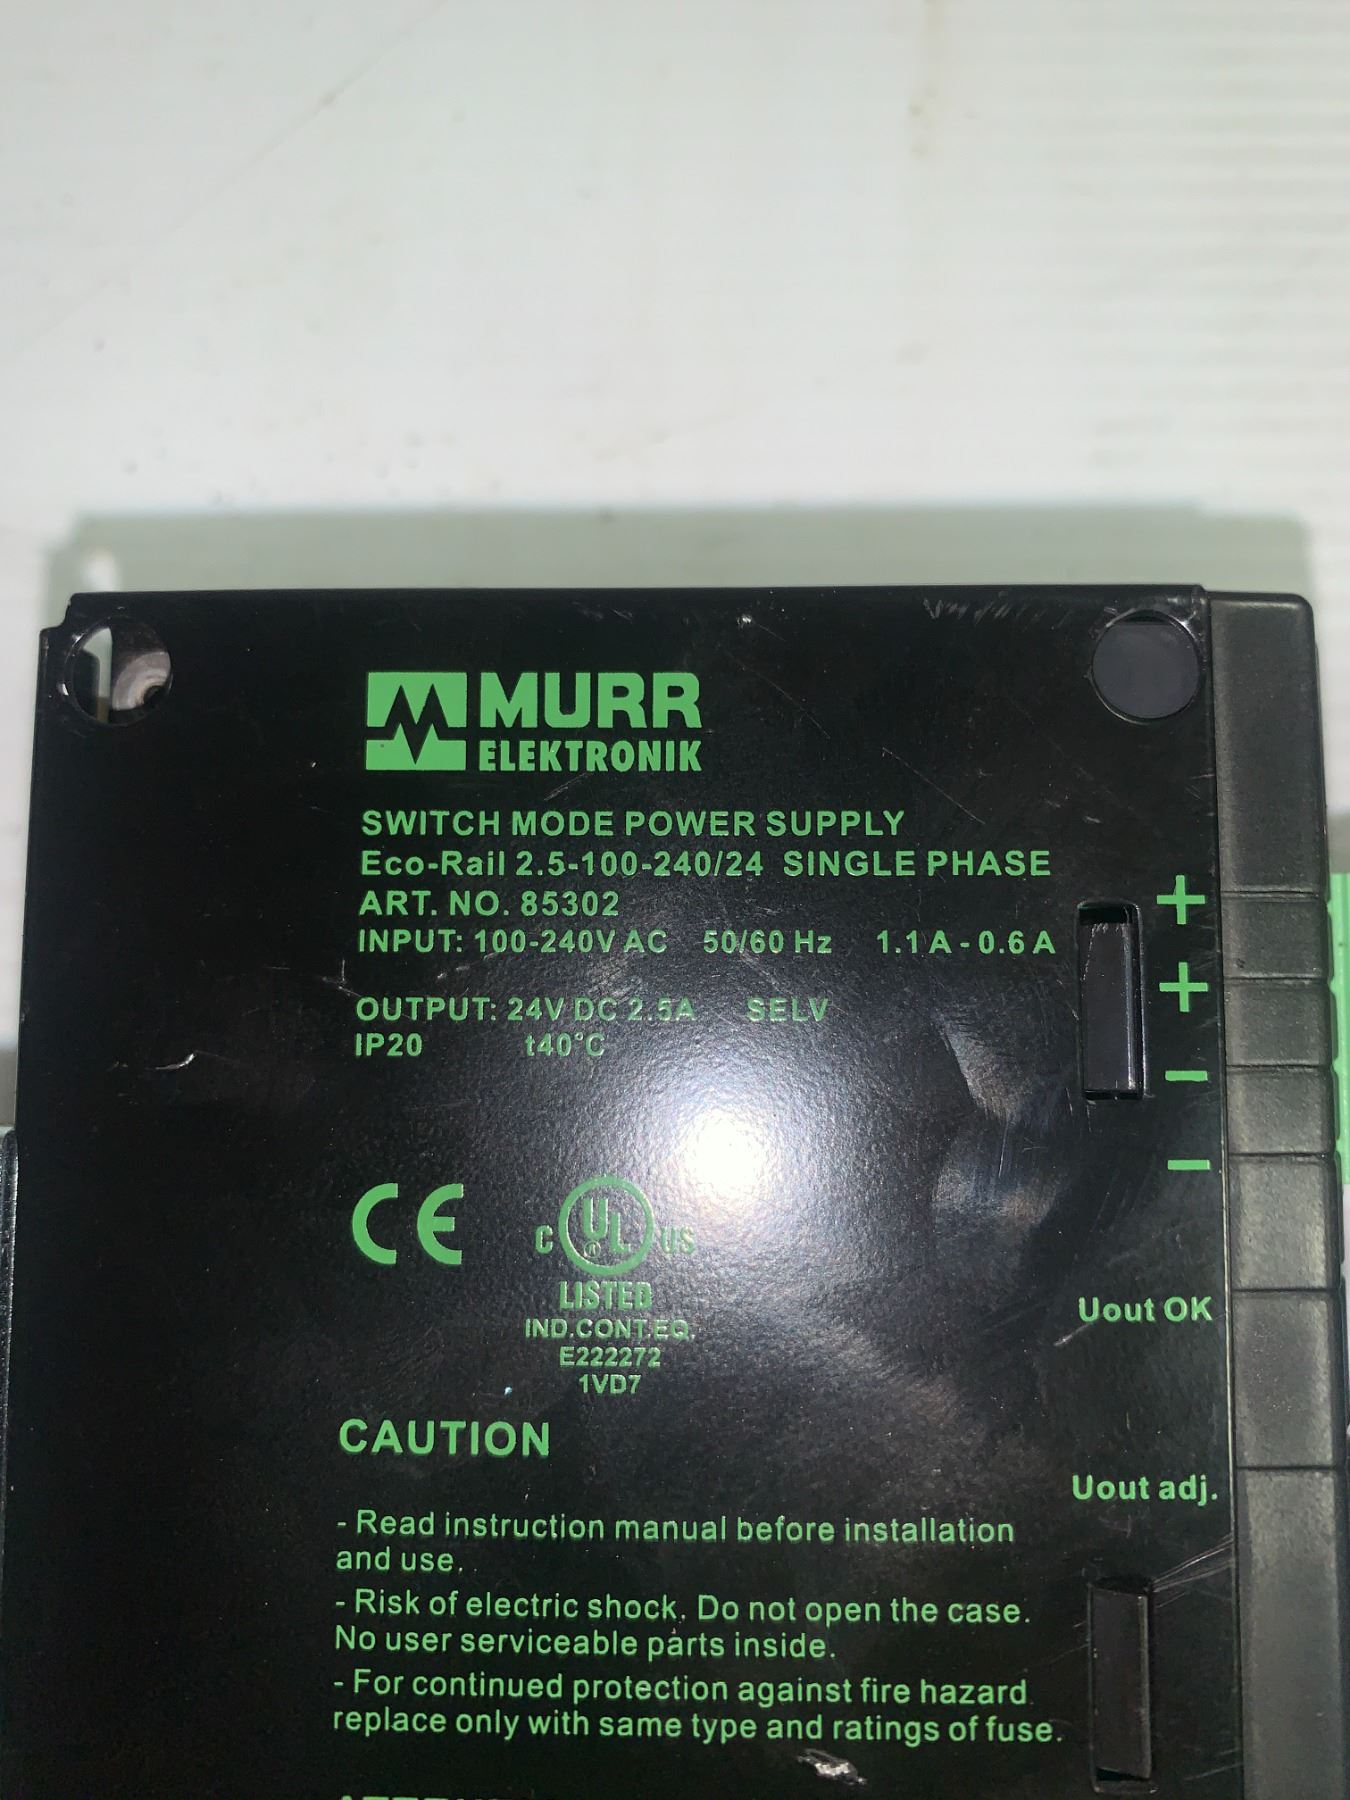 MURR
ELEKTRONIK
SWITCH MODE POWER SUPPLY
Eco-Rail 2.5-100-240/24 SINGLE PHASE
ART. NO. 85302
INPUT: 100-240V AC 50/60 Hz 1.1 A - 0.6 A
OUTPUT: 24V DC 2.5A SELV
IP20 t40°C
+
+
-
-
CE
C UL ® US
LISTED
IND.CONT.EQ.
E222272
1VD7
Uout OK
Uout adj.
CAUTION
- Read instruction manual before installation
and use.
- Risk of electric shock. Do not open the case.
No user serviceable parts inside.
- For continued protection against fire hazard
replace only with same type and ratings of fuse.